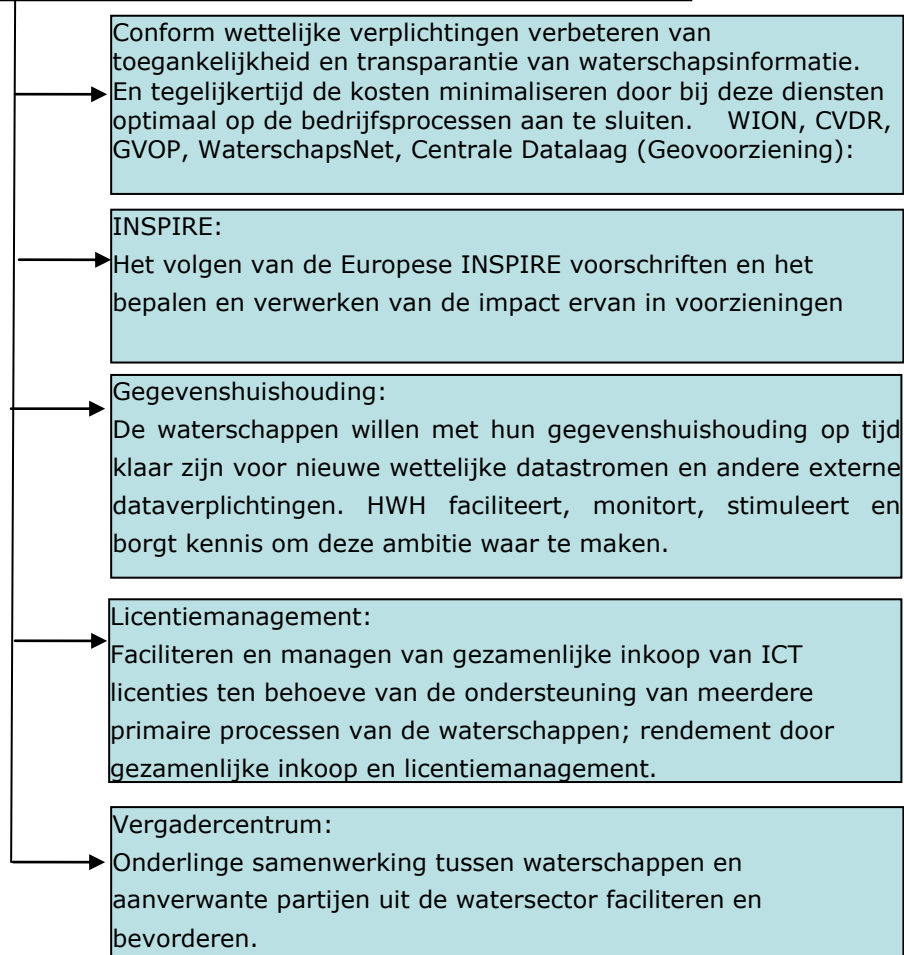 Conform wettelijke verplichtingen verbeteren van
toegankelijkheid en transparantie van waterschapsinformatie.
En tegelijkertijd de kosten minimaliseren door bij deze diensten
optimaal op de bedrijfsprocessen aan te sluiten. WION, CVDR,
GVOP, WaterschapsNet, Centrale Datalaag (Geovoorziening):
INSPIRE:
Het volgen van de Europese INSPIRE voorschriften en het
bepalen en verwerken van de impact ervan in voorzieningen
Gegevenshuishouding:
De waterschappen willen met hun gegevenshuishouding op tijd
klaar zijn voor nieuwe wettelijke datastromen en andere externe
dataverplichtingen. HWH faciliteert, monitort, stimuleert en
borgt kennis om deze ambitie waar te maken.
Licentiemanagement:
Faciliteren en managen van gezamenlijke inkoop van ICT
licenties ten behoeve van de ondersteuning van meerdere
primaire processen van de waterschappen; rendement door
gezamenlijke inkoop en licentiemanagement.
Vergadercentrum:
Onderlinge samenwerking tussen waterschappen en
aanverwante partijen uit de watersector faciliteren en
bevorderen.